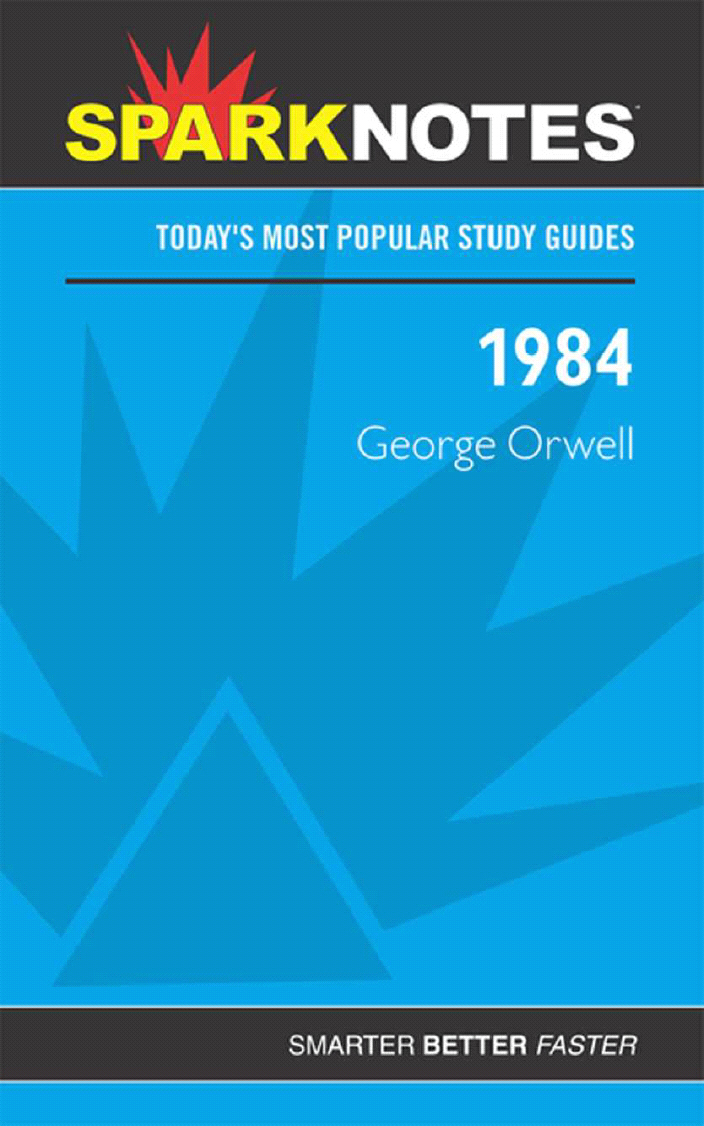 SPARKNOTES
TODAY'S MOST POPULAR STUDY GUIDES
1984
George Orwell
SMARTER BETTER FASTER